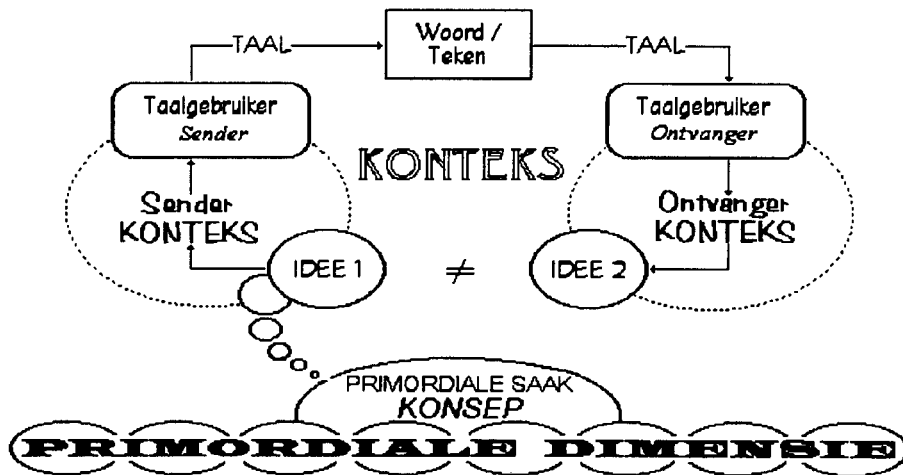 TAAL
Woord /
Teken
TAAL
Taalgebruiker
Sender
Taalgebruiker
Ontvanger
KONTEKS
Sender
KONTEKS
Ontvanger
KONTEKS
IDEE 1
≠
IDEE 2
PRIMORDIALE SAAK
KONSEP
PRIMORDIALE DIMENSIE